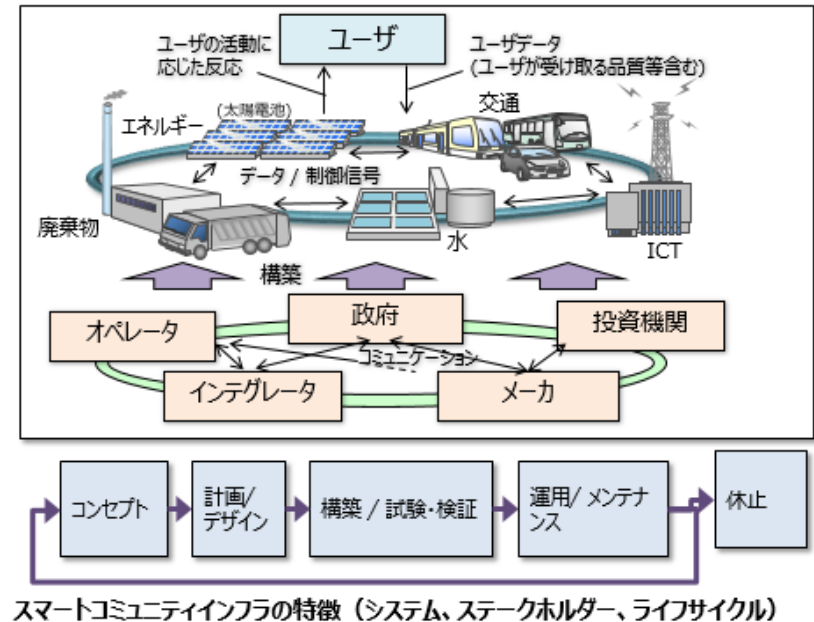 ユーザ
ユーザの活動に
応じた反応
ユーザデータ
(ユーザが受け取る品質等含む)
交通
エネルギー
(太陽電池)
データ / 制御信号
廃棄物
水
ICT
構築
オペレータ
政府
投資機関
コミュニケーション
インテグレータ
メーカ
コンセプト
計画/
デザイン
構築 / 試験・検証
運用/ メンテナ
ンス
休止
スマートコミュニティインフラの特徴（システム、ステークホルダー、ライフサイクル）